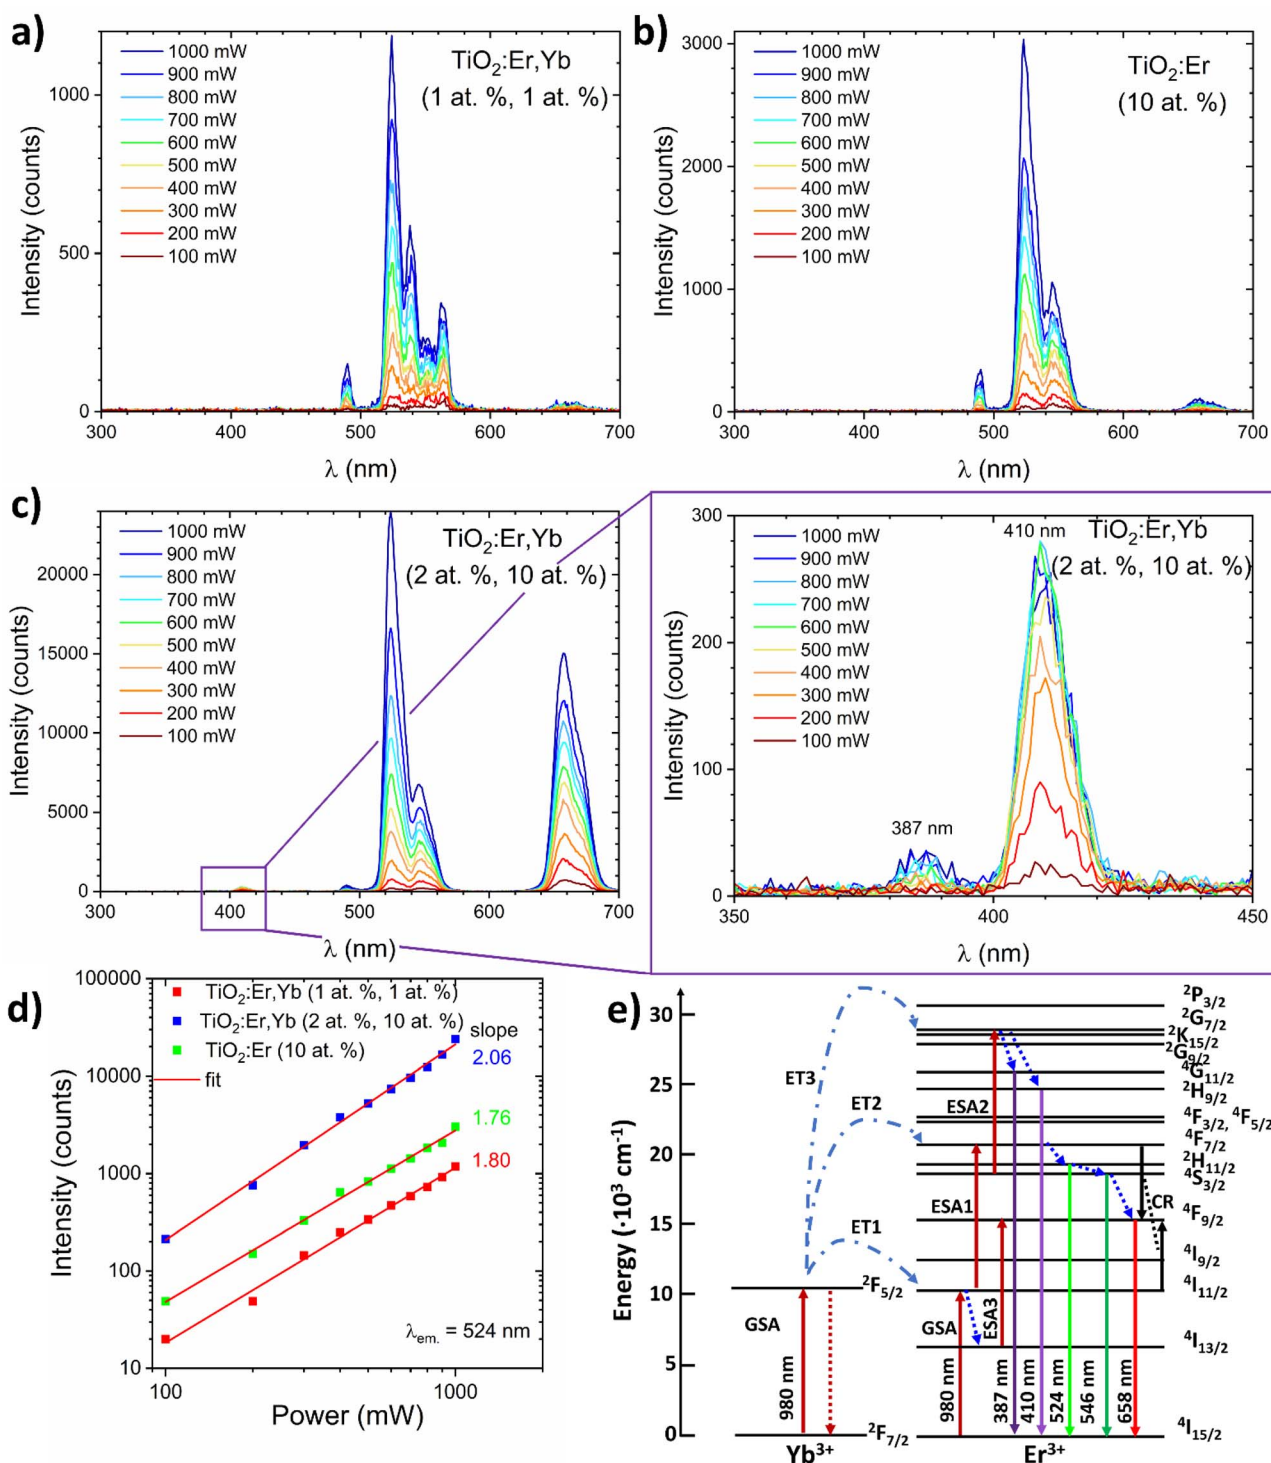 a)
1000 mW
900 mW
800 mW
700 mW
600 mW
500 mW
400 mW
300 mW
200 mW
100 mW
TiO₂:Er,Yb
(1 at. %, 1 at. %)
Intensity (counts)
1000
500
0
300 400 500 600 700
λ (nm)
b)
1000 mW
900 mW
800 mW
700 mW
600 mW
500 mW
400 mW
300 mW
200 mW
100 mW
TiO₂:Er
(10 at. %)
Intensity (counts)
3000
2000
1000
0
300 400 500 600 700
λ (nm)
c)
1000 mW
900 mW
800 mW
700 mW
600 mW
500 mW
400 mW
300 mW
200 mW
100 mW
TiO₂:Er,Yb
(2 at. %, 10 at. %)
Intensity (counts)
20000
15000
10000
5000
0
300 400 500 600 700
λ (nm)
1000 mW
900 mW
800 mW
700 mW
600 mW
500 mW
400 mW
300 mW
200 mW
100 mW
410 nm
TiO₂:Er,Yb
(2 at. %, 10 at. %)
387 nm
Intensity (counts)
300
200
100
0
350 400 450
λ (nm)
d)
TiO₂:Er,Yb (1 at. %, 1 at. %)
TiO₂:Er,Yb (2 at. %, 10 at. %)
TiO₂:Er (10 at. %)
fit
slope
2.06
1.76
1.80
λem. = 524 nm
Intensity (counts)
100000
10000
1000
100
10
100 1000
Power (mW)
e)
Energy (·10³ cm⁻¹)
30
25
20
15
10
5
0
ET3
ET2
ET1
GSA
980 nm
²F₅/₂
²F₇/₂
Yb³⁺
GSA
980 nm
ESA1
ESA2
ESA3
CR
387 nm
410 nm
524 nm
546 nm
658 nm
²P₃/₂
²G₇/₂
²K₁₅/₂
²G₉/₂
⁴G₁₁/₂
²H₉/₂
⁴F₃/₂, ⁴F₅/₂
⁴F₇/₂
²H₁₁/₂
⁴S₃/₂
⁴F₉/₂
⁴I₉/₂
⁴I₁₁/₂
⁴I₁₃/₂
⁴I₁₅/₂
Er³⁺